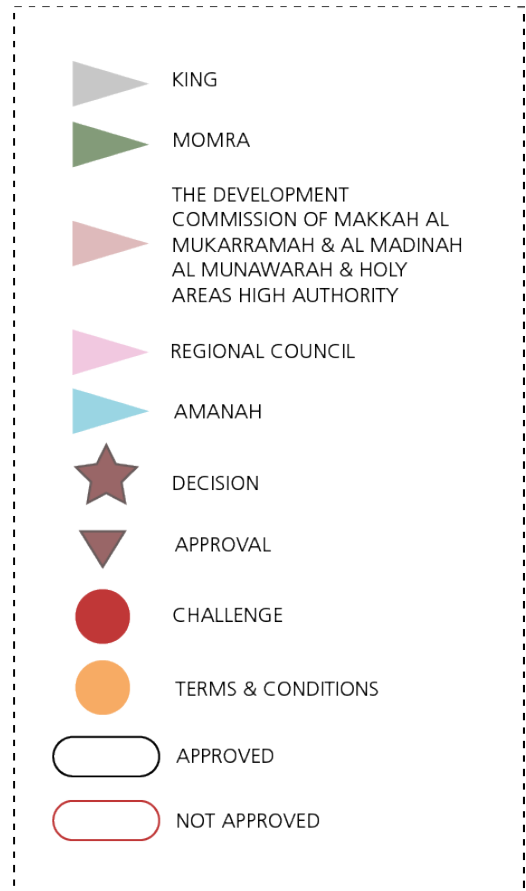 KING
MOMRA
THE DEVELOPMENT
COMMISSION OF MAKKAH AL
MUKARRAMAH & AL MADINAH
AL MUNAWARAH & HOLY
AREAS HIGH AUTHORITY
REGIONAL COUNCIL
AMANAH
DECISION
APPROVAL
CHALLENGE
TERMS & CONDITIONS
APPROVED
NOT APPROVED